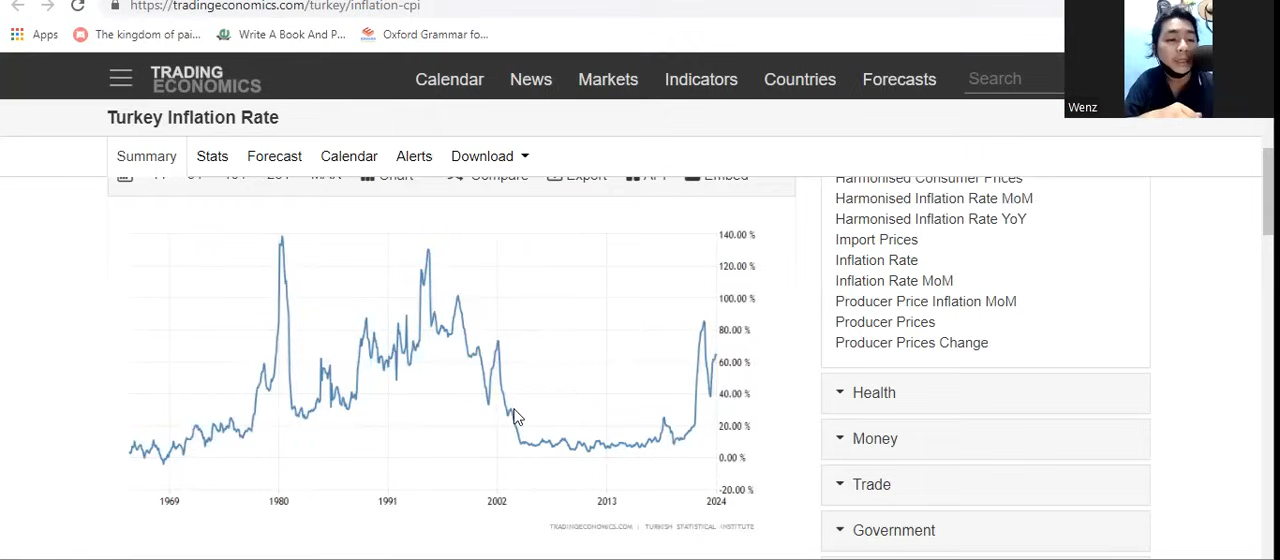 https://tradingeconomics.com/turkey/inflation-cpi
Apps The kingdom of pai... Write A Book And P... Oxford Grammar fo...
TRADING
ECONOMICS
Calendar News Markets Indicators Countries Forecasts Search
Wenz
Turkey Inflation Rate
Summary Stats Forecast Calendar Alerts Download
Chart Compare Export API Embed
Harmonised Consumer Prices
Harmonised Inflation Rate MoM
Harmonised Inflation Rate YoY
Import Prices
Inflation Rate
Inflation Rate MoM
Producer Price Inflation MoM
Producer Prices
Producer Prices Change
Health
Money
Trade
Government
140.00 %
120.00 %
100.00 %
80.00 %
60.00 %
40.00 %
20.00 %
0.00 %
-20.00 %
1969 1980 1991 2002 2013 2024
TRADINGECONOMICS.COM | TURKISH STATISTICAL INSTITUTE